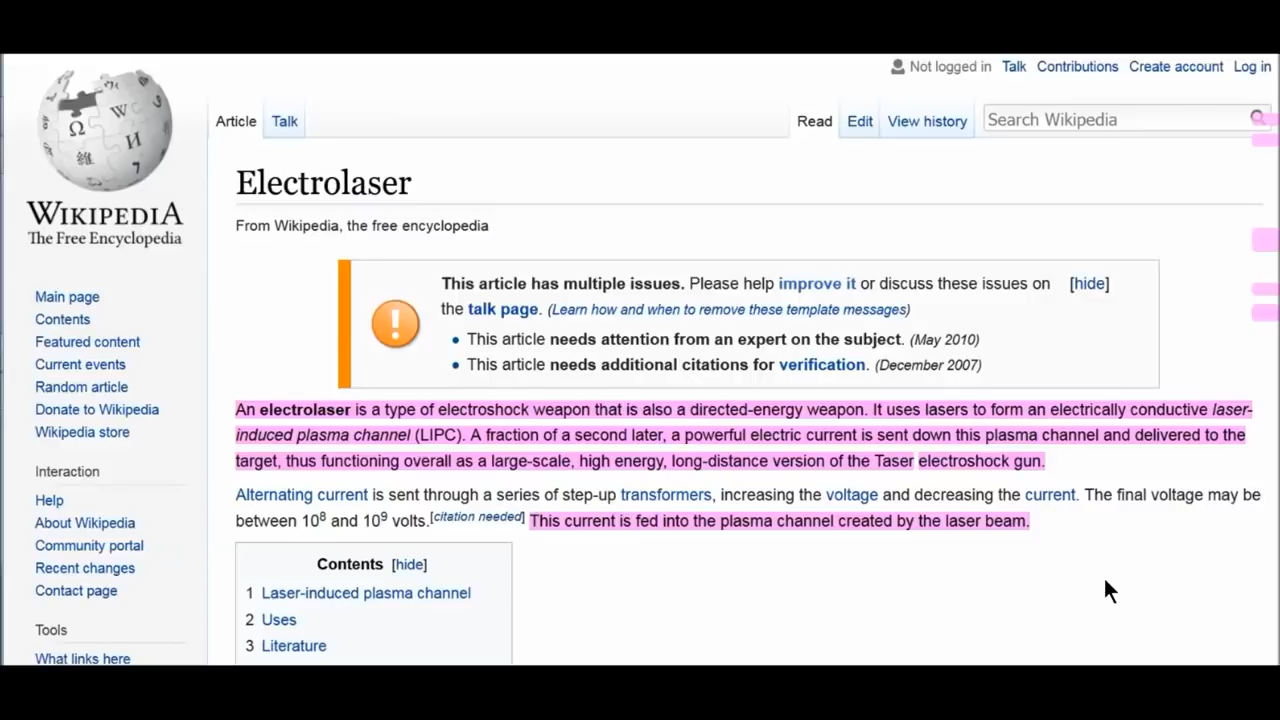 Not logged in Talk Contributions Create account Log in
Article Talk Read Edit View history Search Wikipedia
WIKIPEDIA
The Free Encyclopedia
Main page
Contents
Featured content
Current events
Random article
Donate to Wikipedia
Wikipedia store
Interaction
Help
About Wikipedia
Community portal
Recent changes
Contact page
Tools
What links here
Electrolaser
From Wikipedia, the free encyclopedia
This article has multiple issues. Please help improve it or discuss these issues on [hide]
the talk page. (Learn how and when to remove these template messages)
• This article needs attention from an expert on the subject. (May 2010)
• This article needs additional citations for verification. (December 2007)
An electrolaser is a type of electroshock weapon that is also a directed-energy weapon. It uses lasers to form an electrically conductive laser-
induced plasma channel (LIPC). A fraction of a second later, a powerful electric current is sent down this plasma channel and delivered to the
target, thus functioning overall as a large-scale, high energy, long-distance version of the Taser electroshock gun.
Alternating current is sent through a series of step-up transformers, increasing the voltage and decreasing the current. The final voltage may be
between 10⁸ and 10⁹ volts.[citation needed] This current is fed into the plasma channel created by the laser beam.
Contents [hide]
1 Laser-induced plasma channel
2 Uses
3 Literature